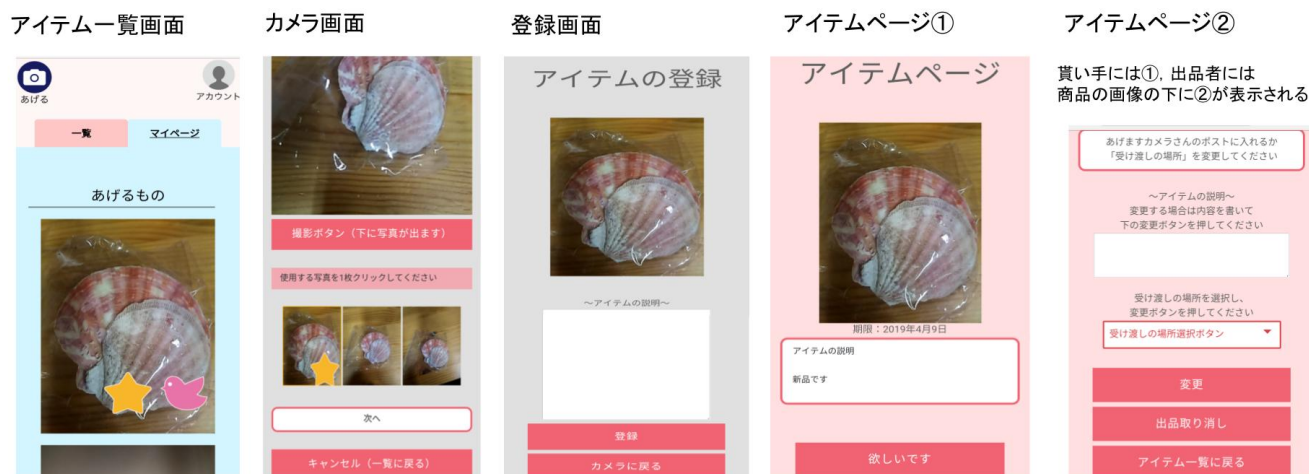 アイテム一覧画面
あげる
アカウント
一覧
マイページ
あげるもの
カメラ画面
撮影ボタン（下に写真が出ます）
使用する写真を1枚クリックしてください
次へ
キャンセル（一覧に戻る）
登録画面
アイテムの登録
～アイテムの説明～
登録
カメラに戻る
アイテムページ①
アイテムページ
期限：2019年4月9日
アイテムの説明
新品です
欲しいです
アイテムページ②
貰い手には①，出品者には
商品の画像の下に②が表示される
あげますカメラさんのポストに入れるか
「受け渡しの場所」を変更してください
～アイテムの説明～
変更する場合は内容を書いて
下の変更ボタンを押してください
受け渡しの場所を選択し、
変更ボタンを押してください
受け渡しの場所選択ボタン
変更
出品取り消し
アイテム一覧に戻る